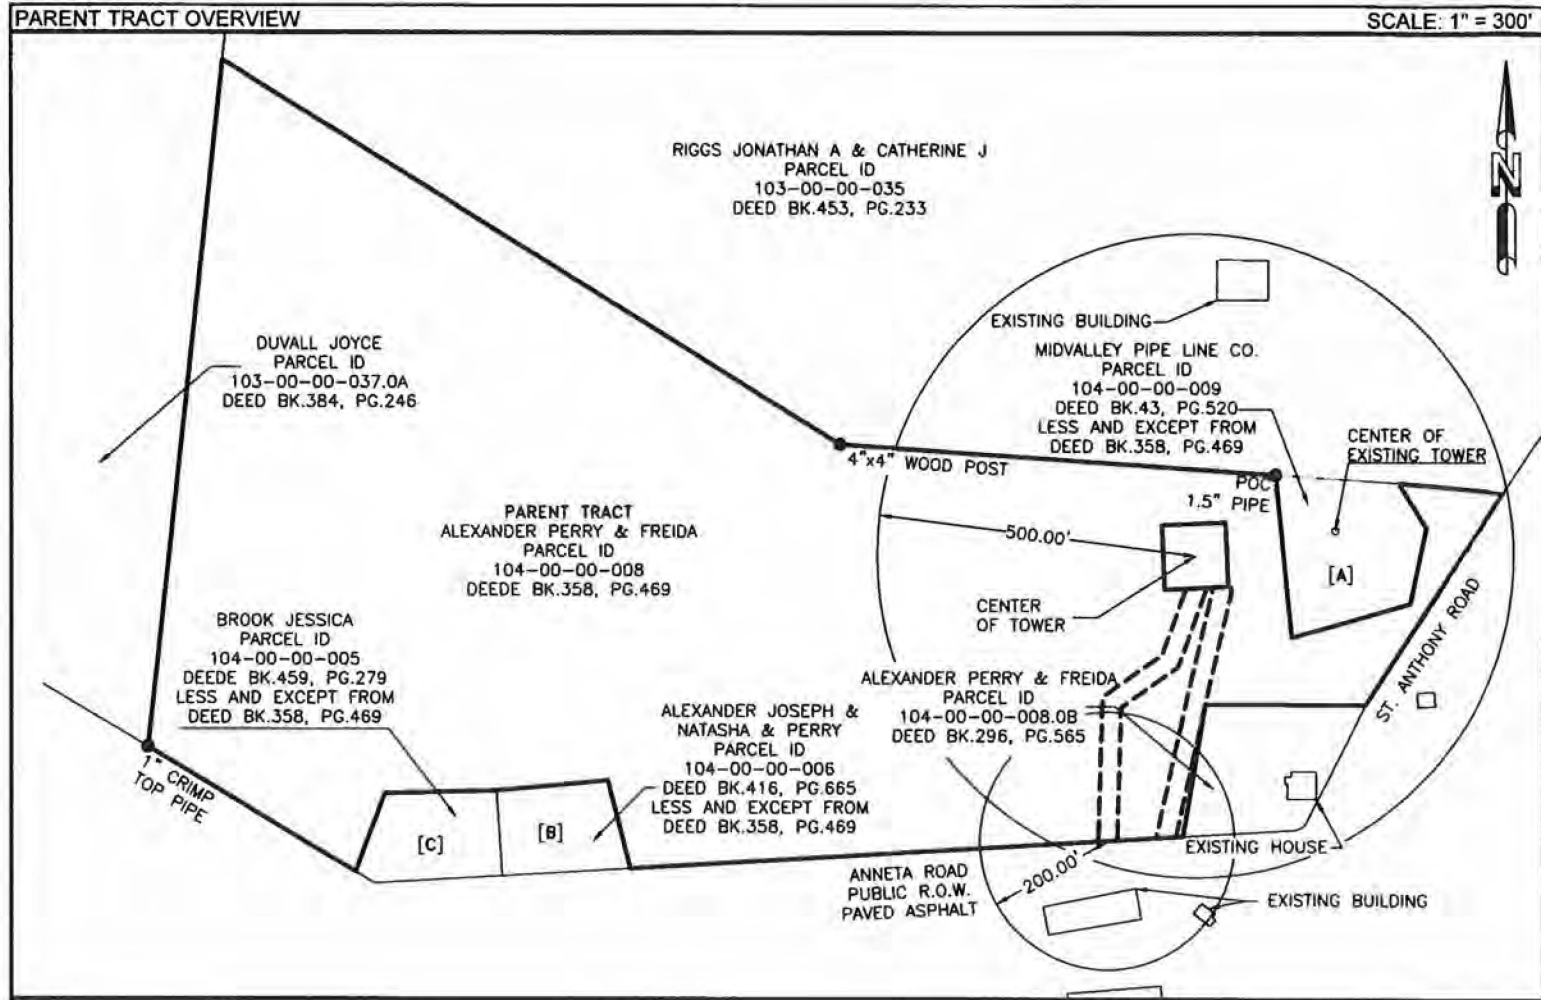 PARENT TRACT OVERVIEW
SCALE: 1" = 300'
N
RIGGS JONATHAN A & CATHERINE J
PARCEL ID
103-00-00-035
DEED BK.453, PG.233
EXISTING BUILDING
MIDVALLEY PIPE LINE CO.
PARCEL ID
104-00-00-009
DEED BK.43, PG.520
LESS AND EXCEPT FROM
DEED BK.358, PG.469
CENTER OF
EXISTING TOWER
DUVALL JOYCE
PARCEL ID
103-00-00-037.0A
DEED BK.384, PG.246
4"x4" WOOD POST
POC
1.5" PIPE
500.00'
[A]
PARENT TRACT
ALEXANDER PERRY & FREIDA
PARCEL ID
104-00-00-008
DEEDE BK.358, PG.469
CENTER
OF TOWER
ST. ANTHONY ROAD
BROOK JESSICA
PARCEL ID
104-00-00-005
DEEDE BK.459, PG.279
LESS AND EXCEPT FROM
DEED BK.358, PG.469
ALEXANDER PERRY & FREIDA
PARCEL ID
104-00-00-008.0B
DEED BK.296, PG.565
ALEXANDER JOSEPH &
NATASHA & PERRY
PARCEL ID
104-00-00-006
DEED BK.416, PG.665
LESS AND EXCEPT FROM
DEED BK.358, PG.469
1" CRIMP
TOP PIPE
[C]
[B]
EXISTING HOUSE
ANNETA ROAD
PUBLIC R.O.W.
PAVED ASPHALT
200.00'
EXISTING BUILDING